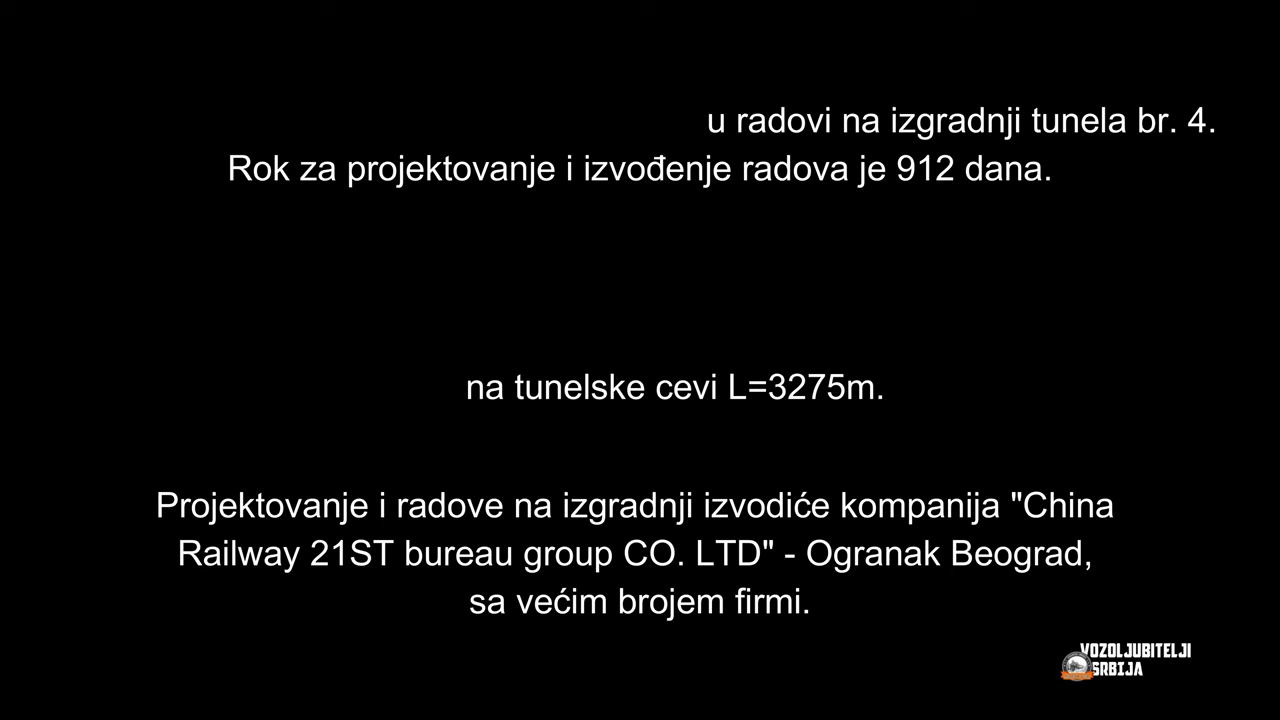 u radovi na izgradnji tunela br. 4.
Rok za projektovanje i izvođenje radova je 912 dana.
na tunelske cevi L=3275m.
Projektovanje i radove na izgradnji izvodiće kompanija "China
Railway 21ST bureau group CO. LTD" - Ogranak Beograd,
sa većim brojem firmi.
VOZOLJUBITELJI
SRBIJA